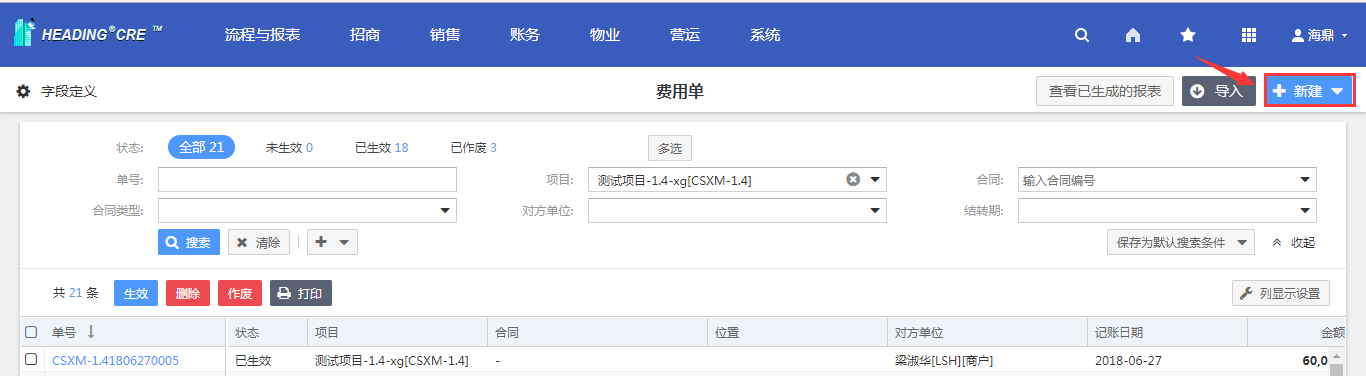 HEADING®CRE ™ 流程与报表 招商 销售 账务 物业 营运 系统 海鼎
字段定义 费用单 查看已生成的报表 导入 新建
状态: 全部 21 未生效 0 已生效 18 已作废 3 多选
单号: 项目: 测试项目-1.4-xg[CSXM-1.4] 合同: 输入合同编号
合同类型: 对方单位: 结转期:
搜索 清除 保存为默认搜索条件 收起
共 21 条 生效 删除 作废 打印 列显示设置
单号 状态 项目 合同 位置 对方单位 记账日期 金额
CSXM-1.41806270005 已生效 测试项目-1.4-xg[CSXM-1.4] - 梁淑华[LSH][商户] 2018-06-27 60,0